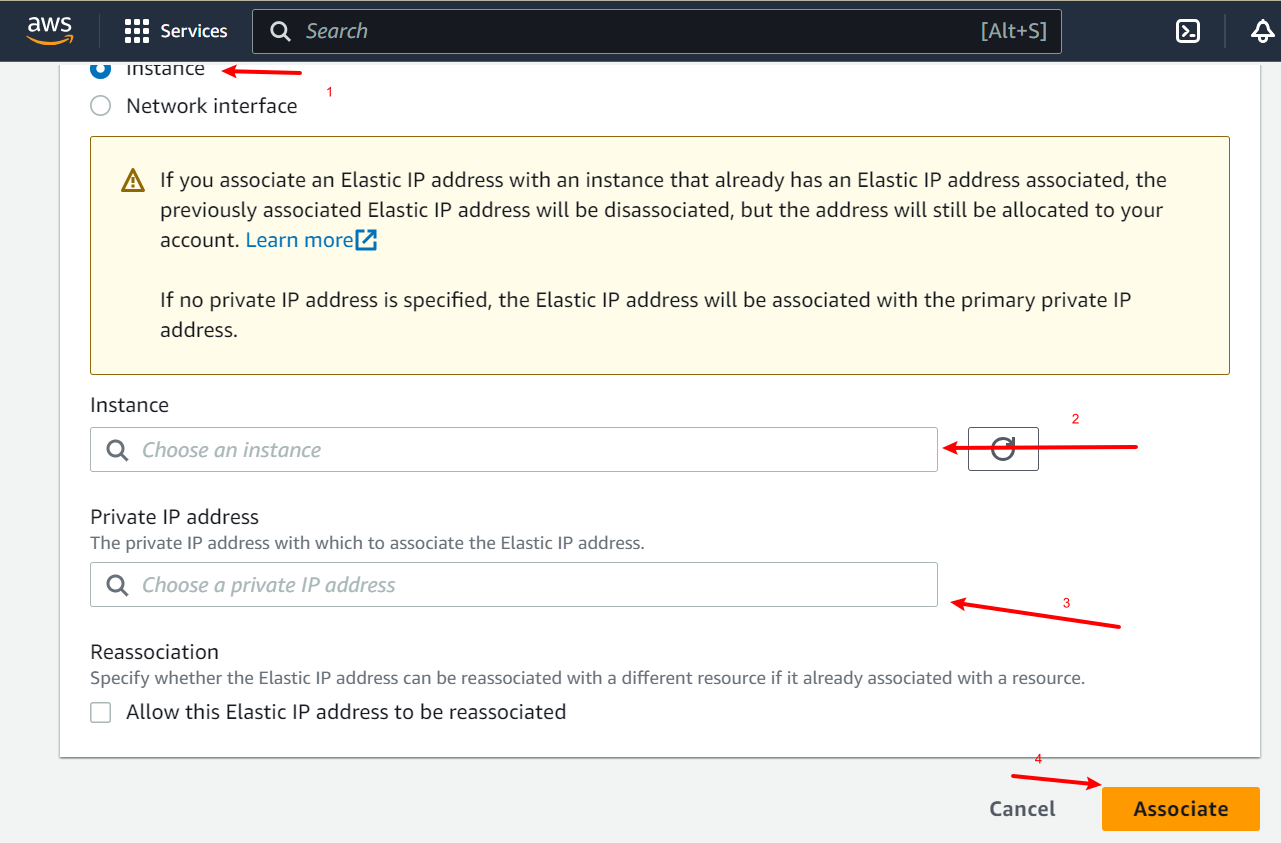 aws
Services
Search
[Alt+S]
Instance
1
Network interface
If you associate an Elastic IP address with an instance that already has an Elastic IP address associated, the
previously associated Elastic IP address will be disassociated, but the address will still be allocated to your
account. Learn more
If no private IP address is specified, the Elastic IP address will be associated with the primary private IP
address.
Instance
2
Choose an instance
Private IP address
The private IP address with which to associate the Elastic IP address.
Choose a private IP address
3
Reassociation
Specify whether the Elastic IP address can be reassociated with a different resource if it already associated with a resource.
Allow this Elastic IP address to be reassociated
4
Cancel
Associate